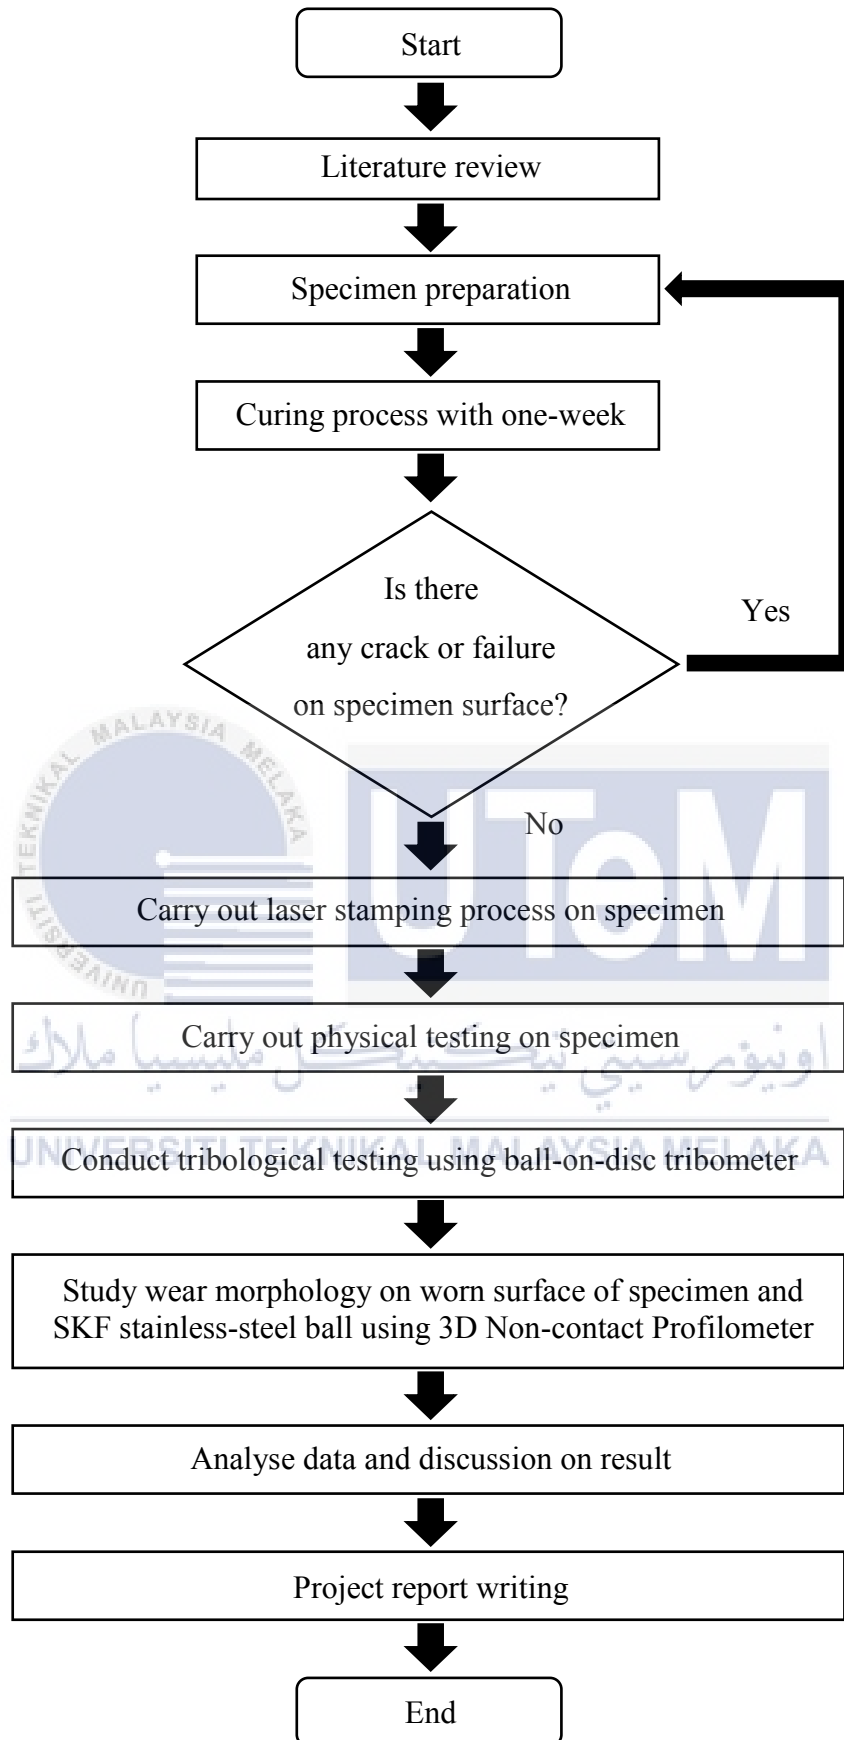 Start
Literature review
Specimen preparation
Curing process with one-week
Is there
any crack or failure
on specimen surface?
Yes
No
UNIVERSITI TEKNIKAL MALAYSIA MELAKA
UTeM
Carry out laser stamping process on specimen
Carry out physical testing on specimen
اونيۏرسيتي تيكنيكل مليسيا ملاك
UNIVERSITI TEKNIKAL MALAYSIA MELAKA
Conduct tribological testing using ball-on-disc tribometer
Study wear morphology on worn surface of specimen and
SKF stainless-steel ball using 3D Non-contact Profilometer
Analyse data and discussion on result
Project report writing
End